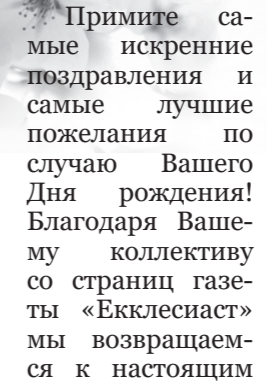 Примите са-
мые искренние
поздравления и
самые лучшие
пожелания по
случаю Вашего
Дня рождения!
Благодаря Ваше-
му коллективу
со страниц газе-
ты «Екклесиаст»
мы возвращаем-
ся к настоящим